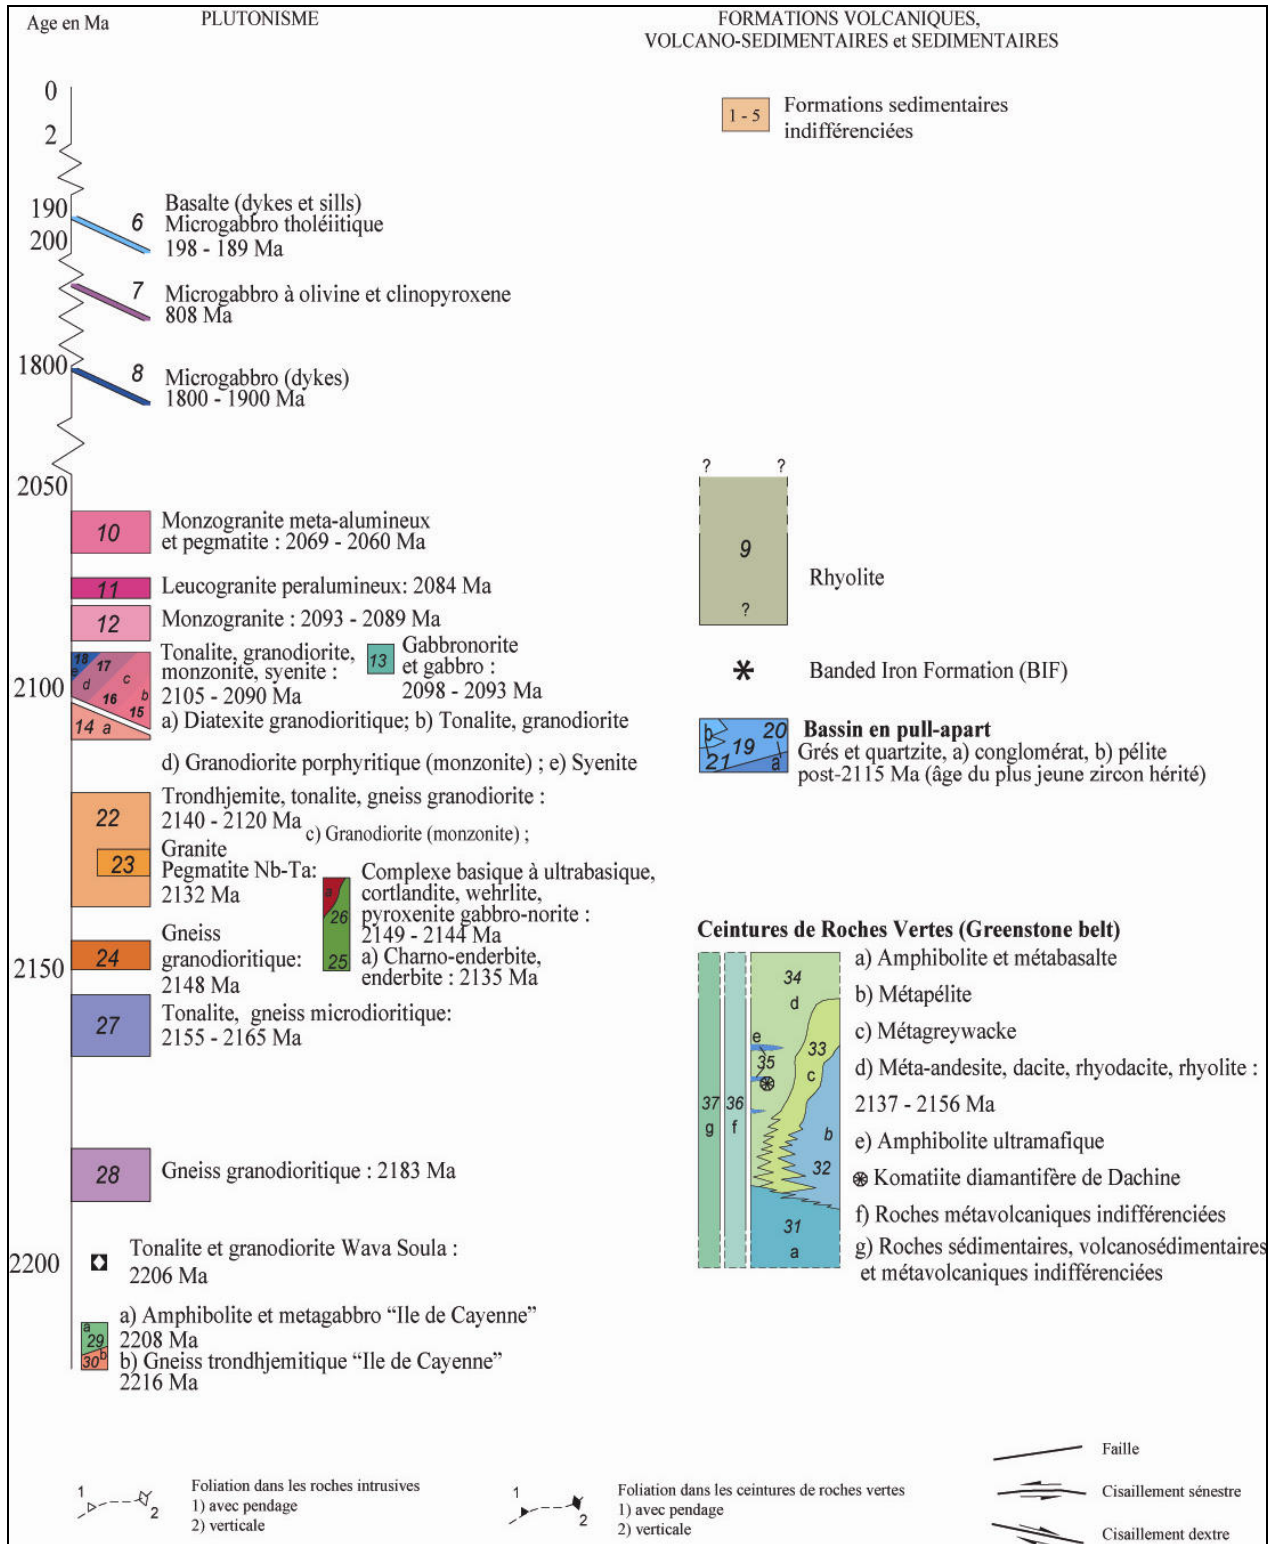 Age en Ma
PLUTONISME
FORMATIONS VOLCANIQUES,
VOLCANO-SEDIMENTAIRES et SEDIMENTAIRES
0
2
190
200
1800
2050
2100
2150
2200
1 - 5
Formations sedimentaires
indifférenciées
6
Basalte (dykes et sills)
Microgabbro tholéiitique
198 - 189 Ma
7
Microgabbro à olivine et clinopyroxene
808 Ma
8
Microgabbro (dykes)
1800 - 1900 Ma
10
Monzogranite meta-alumineux
et pegmatite : 2069 - 2060 Ma
11
Leucogranite peralumineux: 2084 Ma
12
Monzogranite : 2093 - 2089 Ma
18
e
17
d
c
16
b
15
14 a
Tonalite, granodiorite,
monzonite, syenite :
2105 - 2090 Ma
13
Gabbronorite
et gabbro :
2098 - 2093 Ma
a) Diatexite granodioritique; b) Tonalite, granodiorite
d) Granodiorite porphyritique (monzonite) ; e) Syenite
22
Trondhjemite, tonalite, gneiss granodiorite :
2140 - 2120 Ma
c) Granodiorite (monzonite) ;
23
Granite
Pegmatite Nb-Ta:
2132 Ma
a
26
25
Complexe basique à ultrabasique,
cortlandite, wehrlite,
pyroxenite gabbro-norite :
2149 - 2144 Ma
a) Charno-enderbite,
enderbite : 2135 Ma
24
Gneiss
granodioritique:
2148 Ma
27
Tonalite, gneiss microdioritique:
2155 - 2165 Ma
28
Gneiss granodioritique : 2183 Ma
Tonalite et granodiorite Wava Soula :
2206 Ma
a
29
30 b
a) Amphibolite et metagabbro “Ile de Cayenne”
2208 Ma
b) Gneiss trondhjemitique “Ile de Cayenne”
2216 Ma
? ?
9
?
Rhyolite
Banded Iron Formation (BIF)
b
20
19
21
a
Bassin en pull-apart
Grés et quartzite, a) conglomérat, b) pélite
post-2115 Ma (âge du plus jeune zircon hérité)
Ceintures de Roches Vertes (Greenstone belt)
37
g
36
f
34
d
e
35
33
c
b
32
31
a
a) Amphibolite et métabasalte
b) Métapélite
c) Métagreywacke
d) Méta-andesite, dacite, rhyodacite, rhyolite :
2137 - 2156 Ma
e) Amphibolite ultramafique
Komatiite diamantifère de Dachine
f) Roches métavolcaniques indifférenciées
g) Roches sédimentaires, volcanosédimentaires
et métavolcaniques indifférenciées
1
2
Foliation dans les roches intrusives
1) avec pendage
2) verticale
1
2
Foliation dans les ceintures de roches vertes
1) avec pendage
2) verticale
Faille
Cisaillement sénestre
Cisaillement dextre